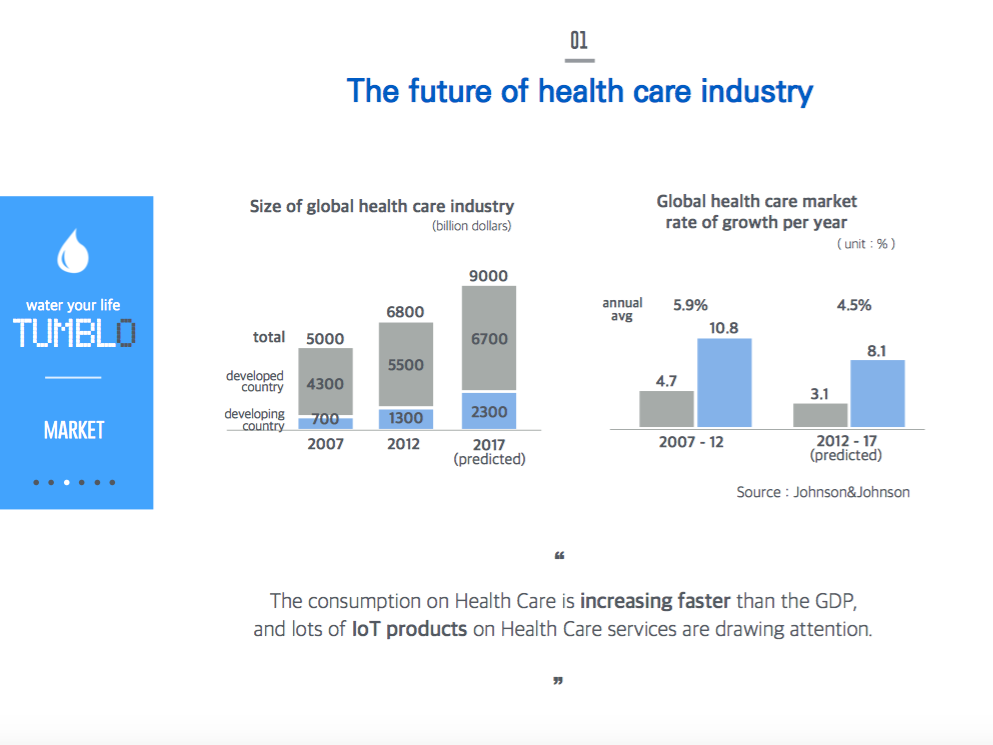 01
The future of health care industry
water your life
TUMBLO
MARKET
Size of global health care industry
(billion dollars)
9000
6800
total
5000
6700
5500
developed
country
4300
developing
country
700
1300
2300
2007
2012
2017
(predicted)
Global health care market
rate of growth per year
( unit : % )
annual
avg
5.9%
4.5%
10.8
8.1
4.7
3.1
2007 - 12
2012 - 17
(predicted)
Source : Johnson&Johnson
“
The consumption on Health Care is increasing faster than the GDP,
and lots of IoT products on Health Care services are drawing attention.
”